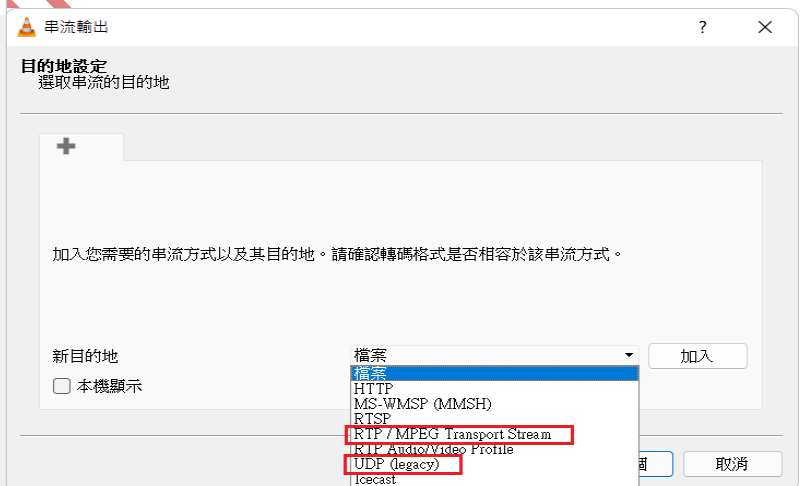 串流輸出
?
目的地設定
選取串流的目的地
加入您需要的串流方式以及其目的地。請確認轉碼格式是否相容於該串流方式。
新目的地
檔案
加入
本機顯示
檔案
HTTP
MS-WMSP (MMSH)
RTSP
RTP / MPEG Transport Stream
RTP Audio/Video Profile
UDP (legacy)
Icecast
個
取消